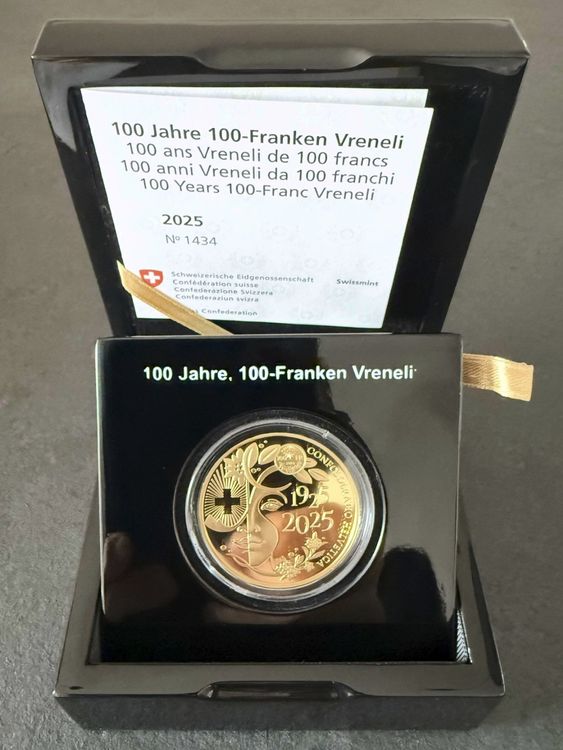 100 Jahre 100-Franken Vreneli
100 ans Vreneli de 100 francs
100 anni Vreneli da 100 franchi
100 Years 100-Franc Vreneli
2025
Nº 1434
Schweizerische Eidgenossenschaft
Confédération suisse
Confederazione Svizzera
Confederaziun svizra
Swissmint
Confederation
100 Jahre, 100-Franken Vreneli
CONFOEDERATIO HELVETICA
1925
2025